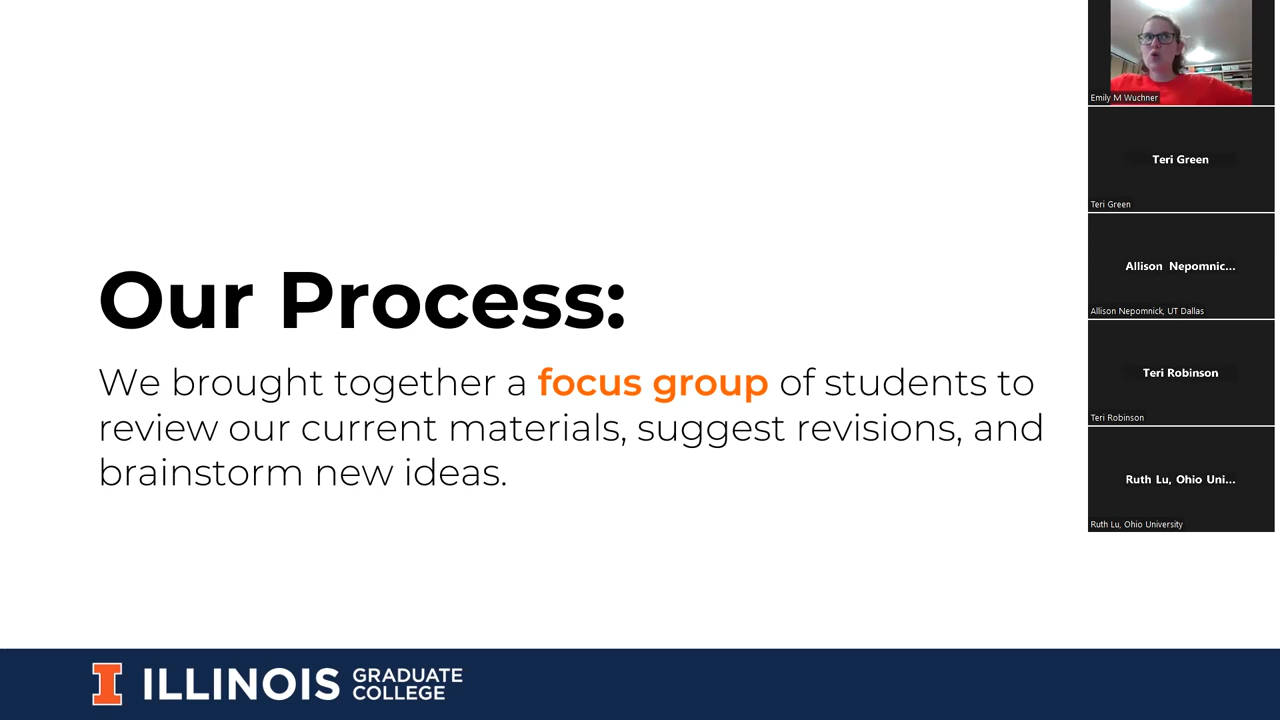 Our Process:
We brought together a focus group of students to
review our current materials, suggest revisions, and
brainstorm new ideas.
ILLINOIS GRADUATE
COLLEGE
Emily M Wuchner
Teri Green
Teri Green
Allison Nepomnic...
Allison Nepomnick, UT Dallas
Teri Robinson
Teri Robinson
Ruth Lu, Ohio Uni...
Ruth Lu, Ohio University